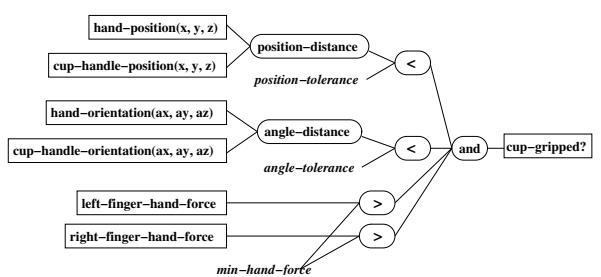 hand-position(x, y, z)
position-distance
cup-handle-position(x, y, z)
<
position-tolerance
hand-orientation(ax, ay, az)
angle-distance
cup-handle-orientation(ax, ay, az)
<
and
cup-gripped?
angle-tolerance
left-finger-hand-force
>
right-finger-hand-force
>
min-hand-force